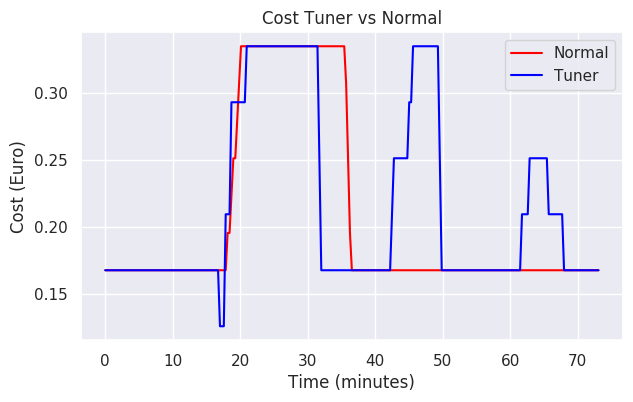 Cost Tuner vs Normal
Normal
Tuner
Cost (Euro)
0.30
0.25
0.20
0.15
0 10 20 30 40 50 60 70
Time (minutes)